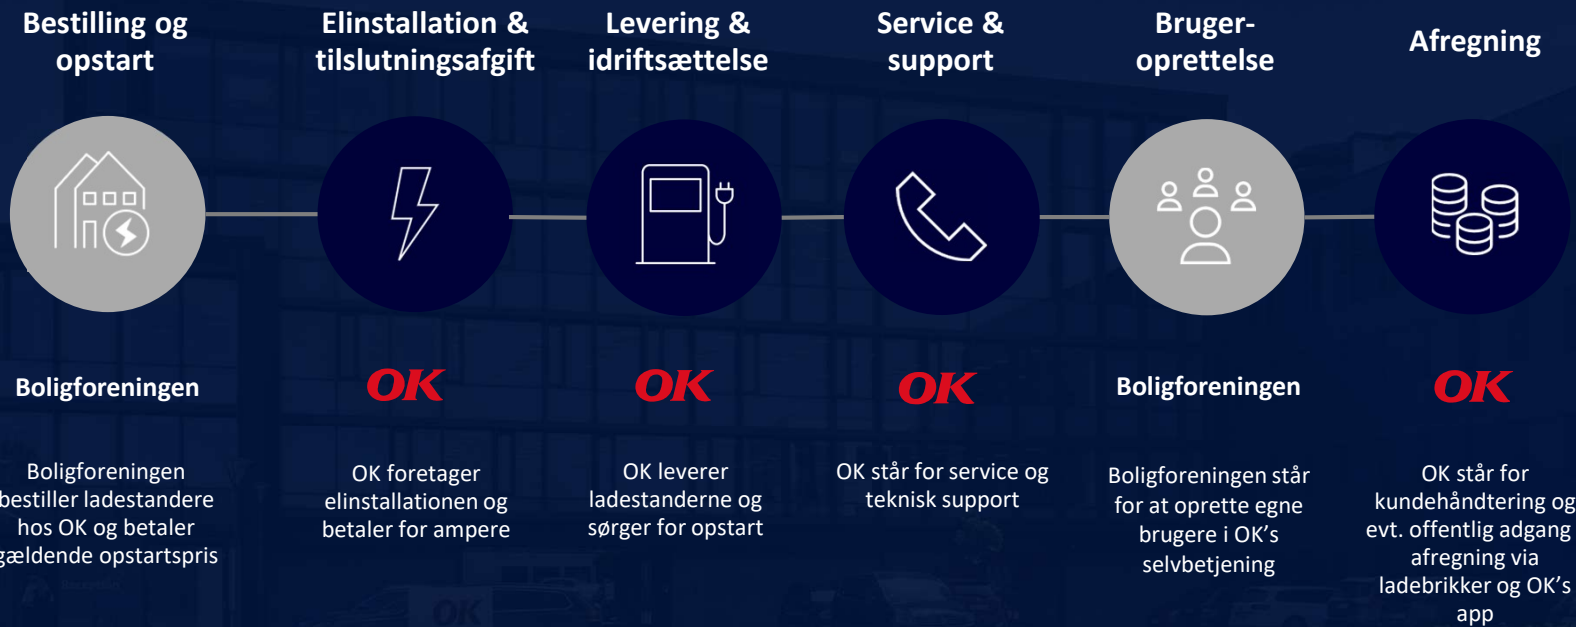 Bestilling og
opstart
Elinstallation &
tilslutningsafgift
Levering &
idriftsættelse
Service &
support
Bruger-
oprettelse
Afregning
Boligforeningen
OK
OK
OK
Boligforeningen
OK
Boligforeningen
bestiller ladestandere
hos OK og betaler
gældende opstartspris
OK foretager
elinstallationen og
betaler for ampere
OK leverer
ladestanderne og
sørger for opstart
OK står for service og
teknisk support
Boligforeningen står
for at oprette egne
brugere i OK's
selvbetjening
OK står for
kundehåndtering og
evt. offentlig adgang
afregning via
ladebrikker og OK's
app
OK